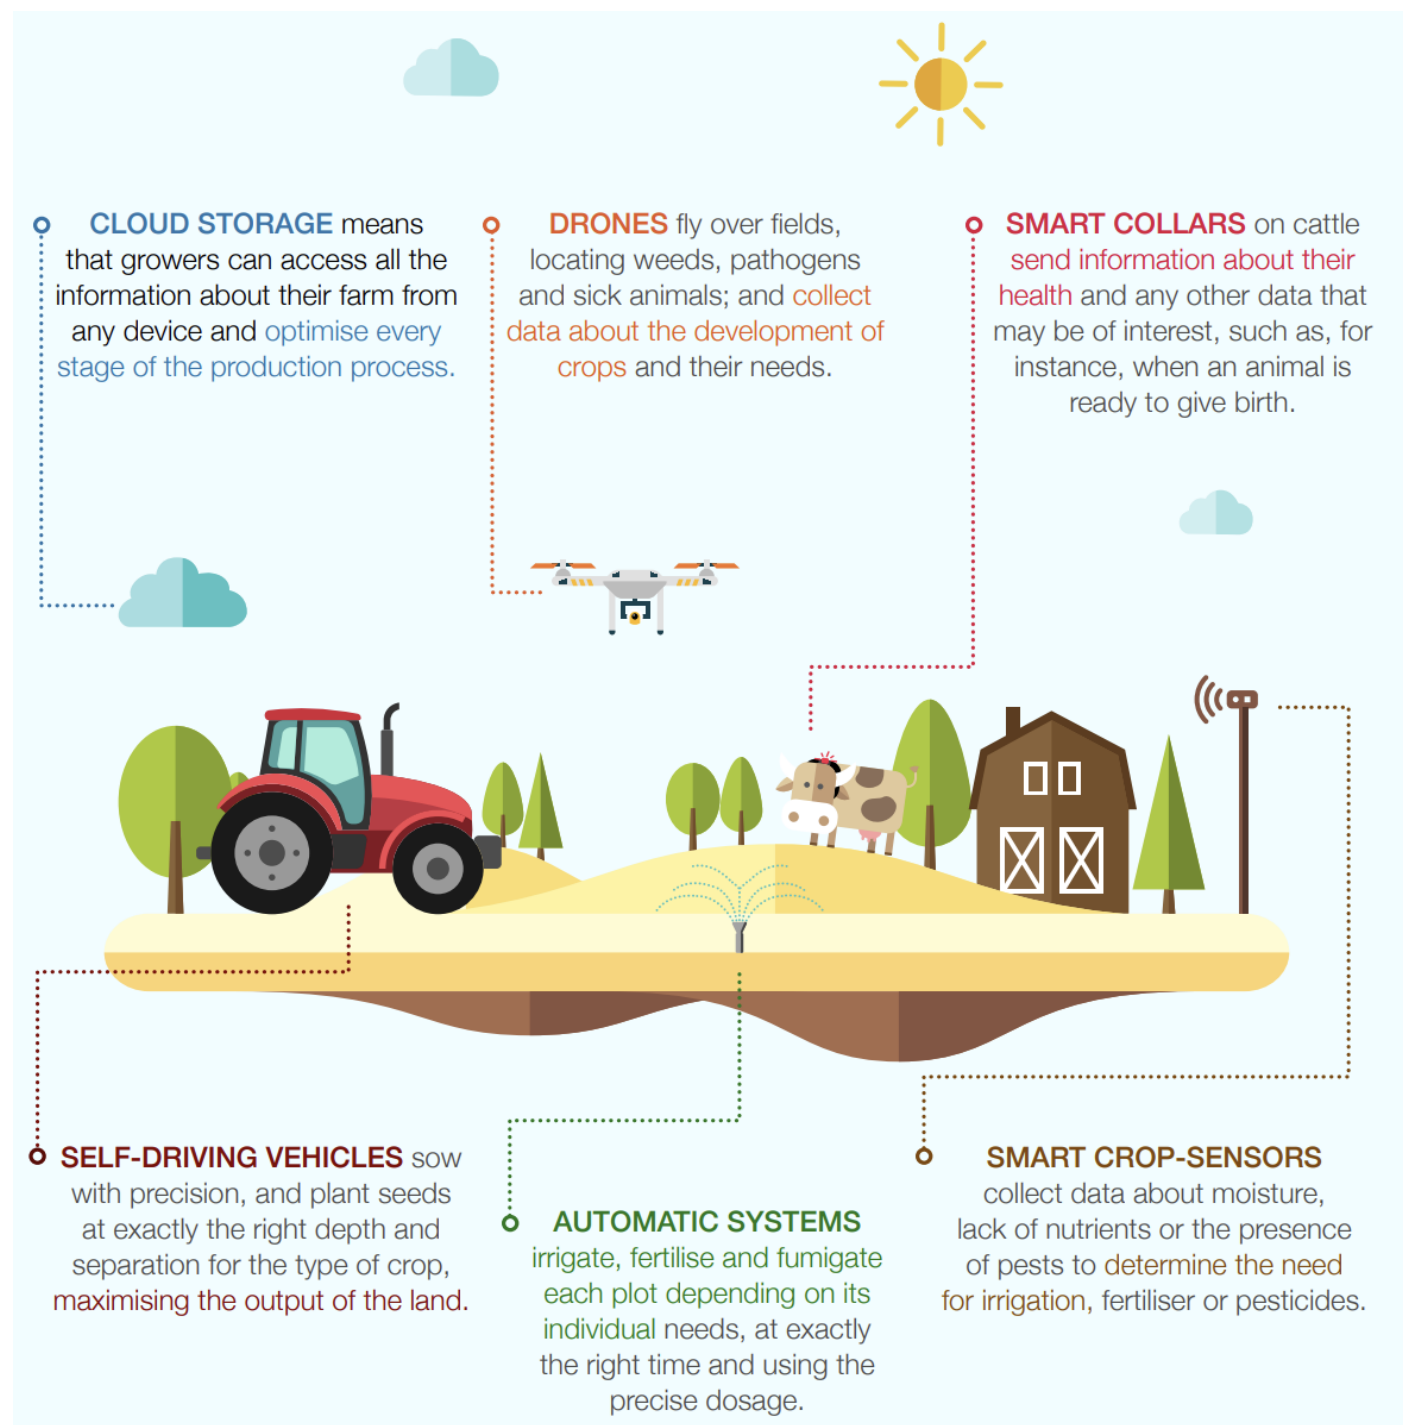 CLOUD STORAGE means
that growers can access all the
information about their farm from
any device and optimise every
stage of the production process.
DRONES fly over fields,
locating weeds, pathogens
and sick animals; and collect
data about the development of
crops and their needs.
SMART COLLARS on cattle
send information about their
health and any other data that
may be of interest, such as, for
instance, when an animal is
ready to give birth.
SELF-DRIVING VEHICLES sow
with precision, and plant seeds
at exactly the right depth and
separation for the type of crop,
maximising the output of the land.
AUTOMATIC SYSTEMS
irrigate, fertilise and fumigate
each plot depending on its
individual needs, at exactly
the right time and using the
precise dosage.
SMART CROP-SENSORS
collect data about moisture,
lack of nutrients or the presence
of pests to determine the need
for irrigation, fertiliser or pesticides.